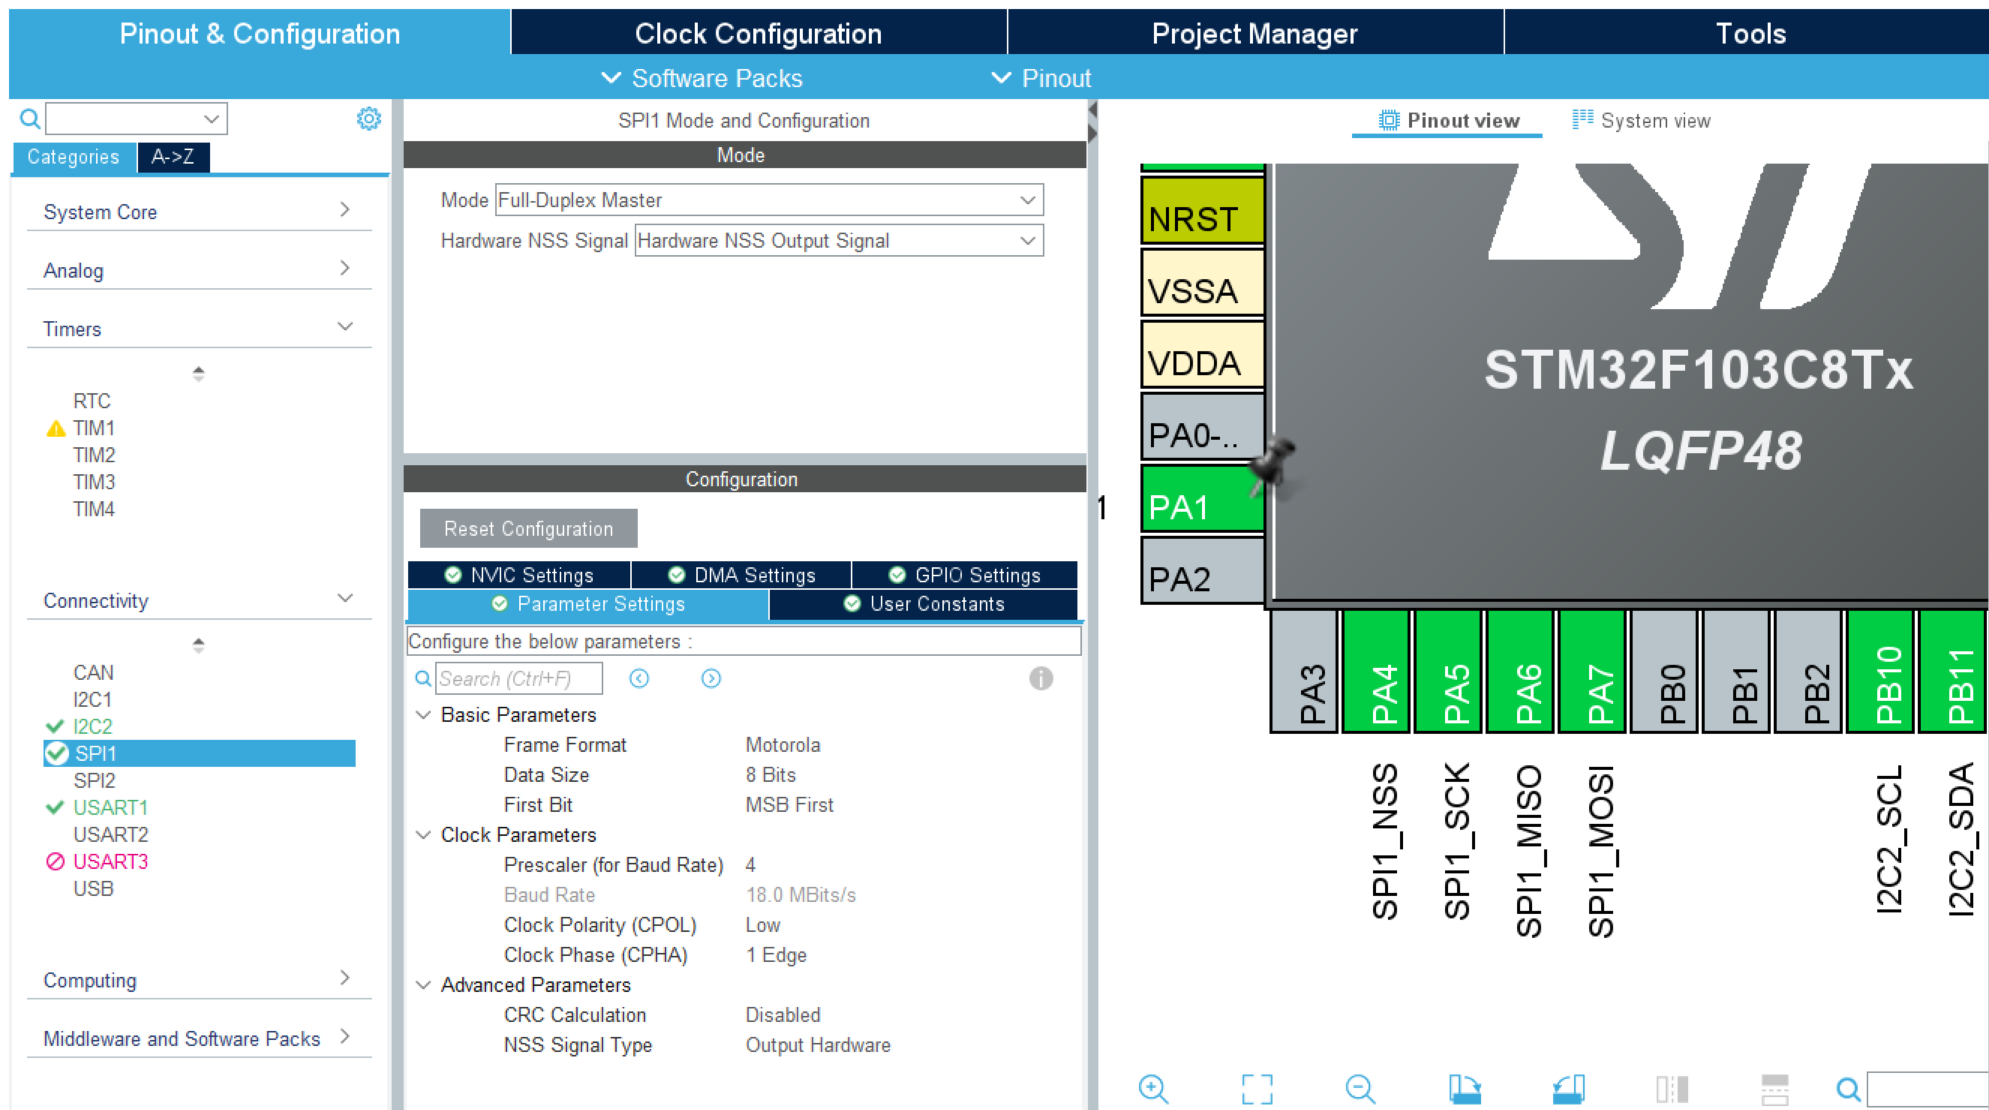 Pinout & Configuration
Clock Configuration
Project Manager
Tools
Software Packs
Pinout
Categories
A->Z
System Core
Analog
Timers
RTC
TIM1
TIM2
TIM3
TIM4
Connectivity
CAN
I2C1
I2C2
SPI1
SPI2
USART1
USART2
USART3
USB
Computing
Middleware and Software Packs
SPI1 Mode and Configuration
Mode
Mode Full-Duplex Master
Hardware NSS Signal Hardware NSS Output Signal
Configuration
Reset Configuration
NVIC Settings
DMA Settings
GPIO Settings
Parameter Settings
User Constants
Configure the below parameters :
Search (Ctrl+F)
Basic Parameters
Frame Format Motorola
Data Size 8 Bits
First Bit MSB First
Clock Parameters
Prescaler (for Baud Rate) 4
Baud Rate 18.0 MBits/s
Clock Polarity (CPOL) Low
Clock Phase (CPHA) 1 Edge
Advanced Parameters
CRC Calculation Disabled
NSS Signal Type Output Hardware
Pinout view
System view
NRST
VSSA
VDDA
PA0-..
1
PA1
PA2
STM32F103C8Tx
LQFP48
PA3
PA4
PA5
PA6
PA7
PB0
PB1
PB2
PB10
PB11
SPI1_NSS
SPI1_SCK
SPI1_MISO
SPI1_MOSI
I2C2_SCL
I2C2_SDA